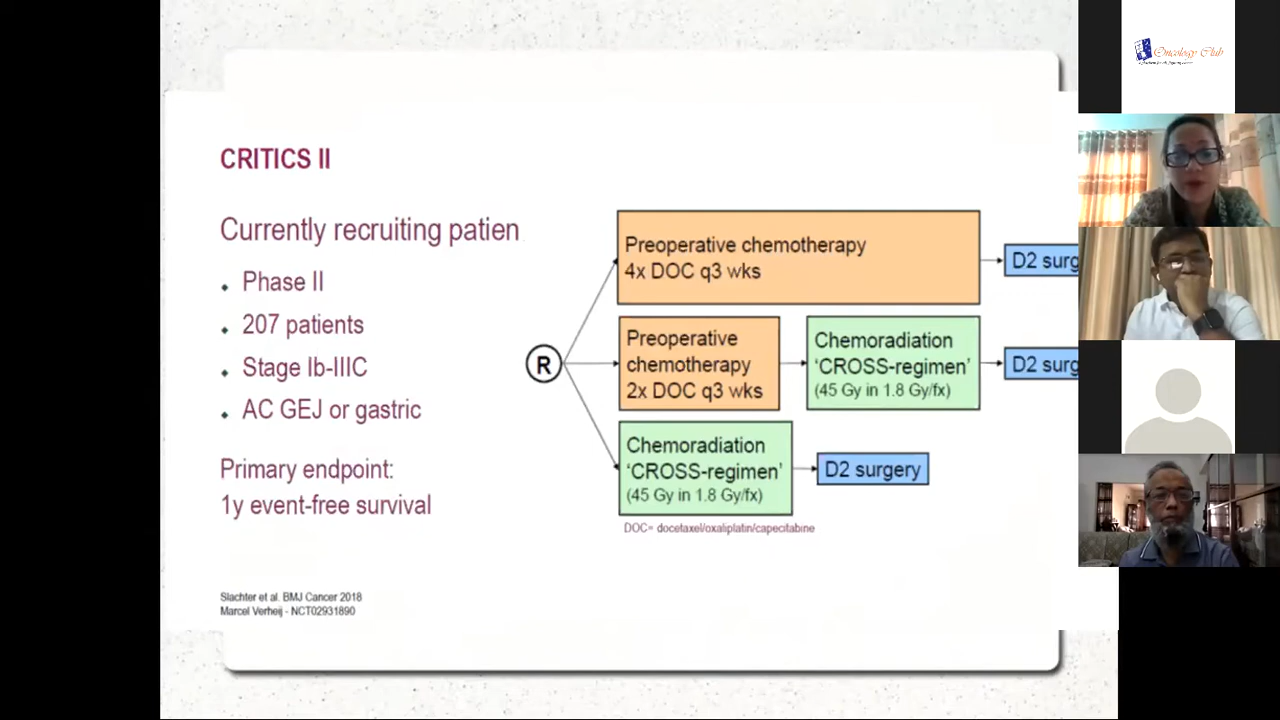 CRITICS II
Currently recruiting patien
Phase II
207 patients
Stage Ib-IIIC
AC GEJ or gastric
Primary endpoint:
1y event-free survival
Slachter et al. BMJ Cancer 2018
Marcel Verheij - NCT02931890
R
Preoperative chemotherapy
4x DOC q3 wks
D2 surg
Preoperative
chemotherapy
2x DOC q3 wks
Chemoradiation
'CROSS-regimen'
(45 Gy in 1.8 Gy/fx)
D2 surg
Chemoradiation
'CROSS-regimen'
(45 Gy in 1.8 Gy/fx)
D2 surgery
DOC= docetaxel/oxaliplatin/capecitabine
Oncology Club